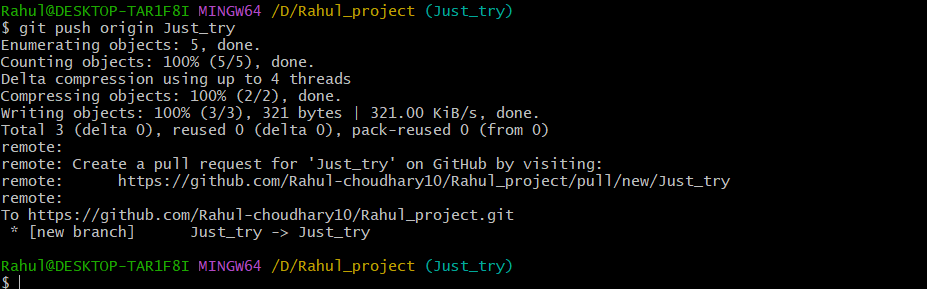 Rahul@DESKTOP-TAR1F8I MINGW64 /D/Rahul_project (Just_try)
$ git push origin Just_try
Enumerating objects: 5, done.
Counting objects: 100% (5/5), done.
Delta compression using up to 4 threads
Compressing objects: 100% (2/2), done.
Writing objects: 100% (3/3), 321 bytes | 321.00 KiB/s, done.
Total 3 (delta 0), reused 0 (delta 0), pack-reused 0 (from 0)
remote:
remote: Create a pull request for 'Just_try' on GitHub by visiting:
remote:      https://github.com/Rahul-choudhary10/Rahul_project/pull/new/Just_try
remote:
To https://github.com/Rahul-choudhary10/Rahul_project.git
 * [new branch]      Just_try -> Just_try

Rahul@DESKTOP-TAR1F8I MINGW64 /D/Rahul_project (Just_try)
$